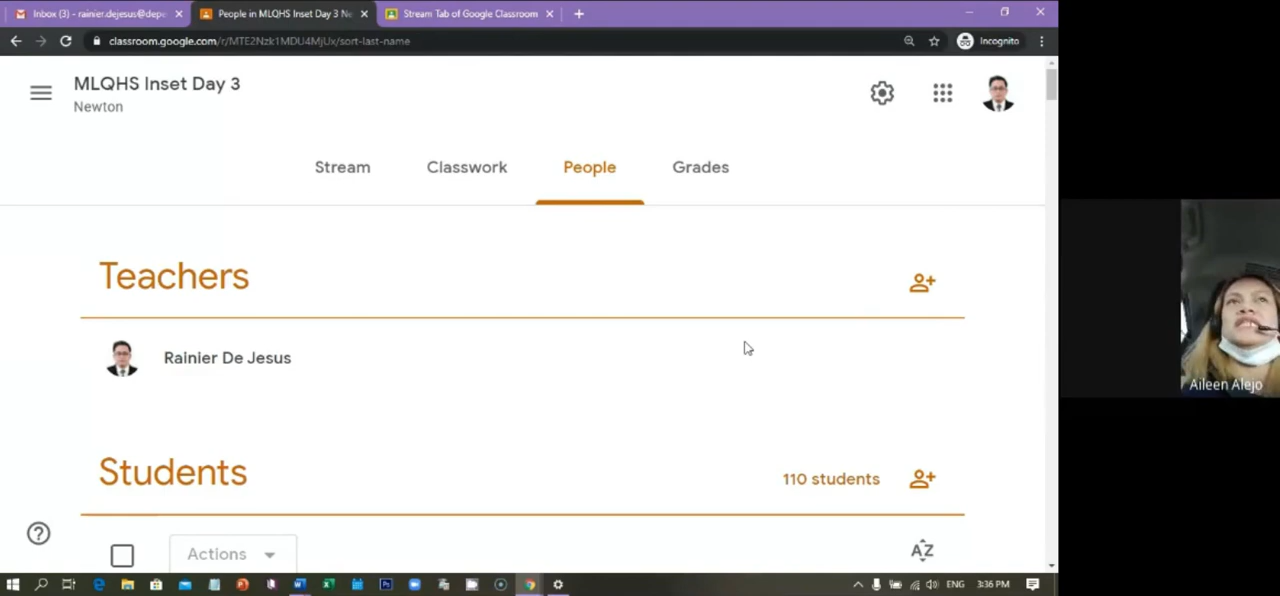 Inbox (3) - rainier.dejesus@depe
People in MLQHS Inset Day 3 Ne
Stream Tab of Google Classroom
classroom.google.com/r/MTE2Nzk1MDU4MjUx/sort-last-name
Incognito
MLQHS Inset Day 3
Newton
Stream Classwork People Grades
Teachers
Rainier De Jesus
Aileen Alejo
Students
110 students
Actions
AZ
ENG 3:36 PM